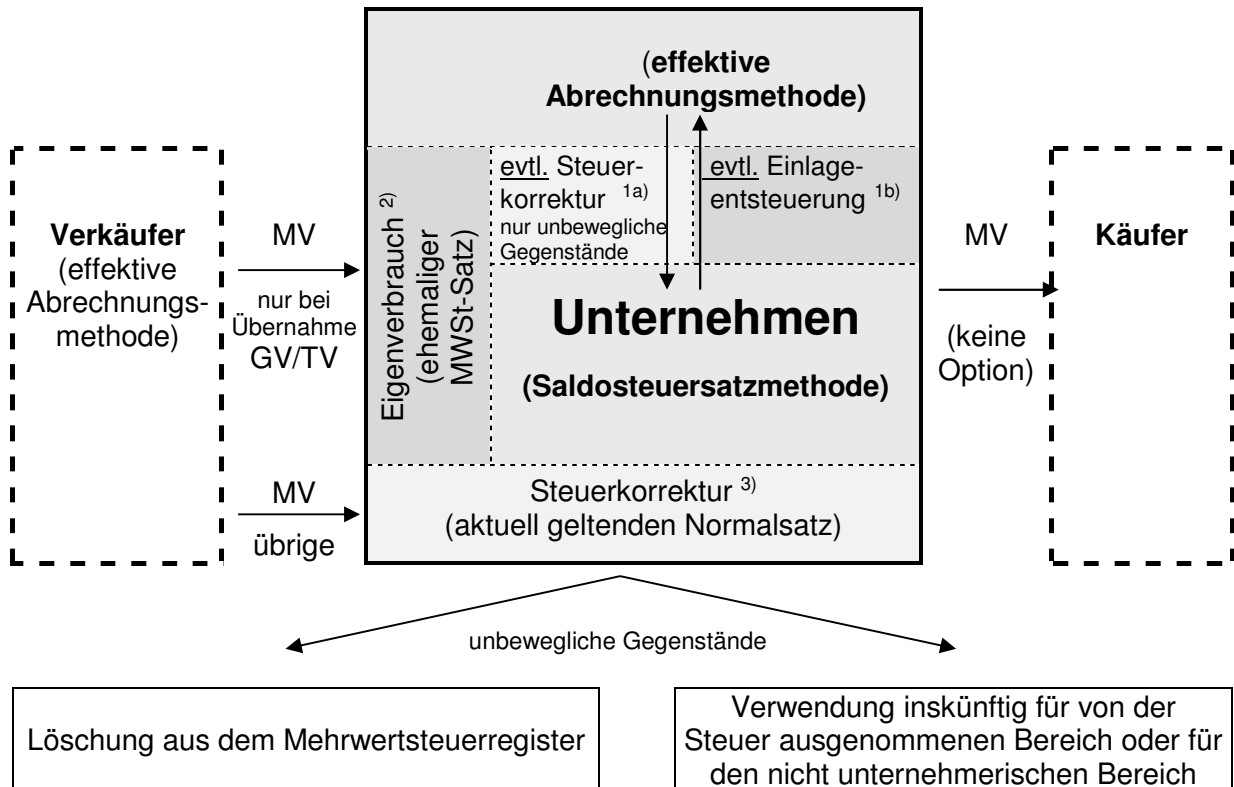 (effektive
Abrechnungsmethode)
Verkäufer
(effektive
Abrechnungs-
methode)
MV
nur bei
Übernahme
GV/TV
MV
übrige
Eigenverbrauch 2)
(ehemaliger
MWSt-Satz)
evtl. Steuer-
korrektur 1a)
nur unbewegliche
Gegenstände
evtl. Einlage-
entsteuerung 1b)
Unternehmen
(Saldosteuersatzmethode)
Steuerkorrektur 3)
(aktuell geltenden Normalsatz)
MV
(keine
Option)
Käufer
unbewegliche Gegenstände
Löschung aus dem Mehrwertsteuerregister
Verwendung inskünftig für von der
Steuer ausgenommenen Bereich oder für
den nicht unternehmerischen Bereich